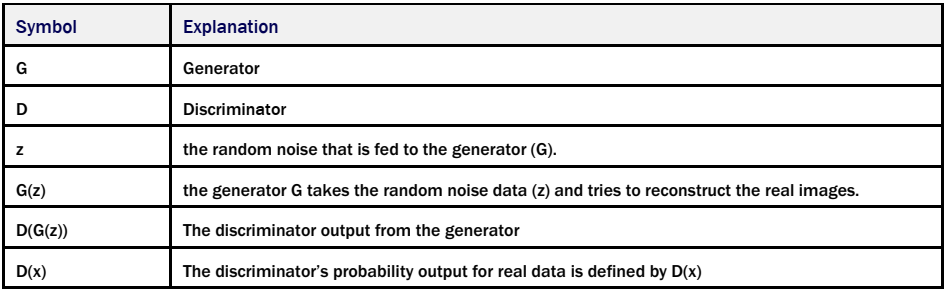 Symbol Explanation
G Generator
D Discriminator
z the random noise that is fed to the generator (G).
G(z) the generator G takes the random noise data (z) and tries to reconstruct the real images.
D(G(z)) The discriminator output from the generator
D(x) The discriminator’s probability output for real data is defined by D(x)